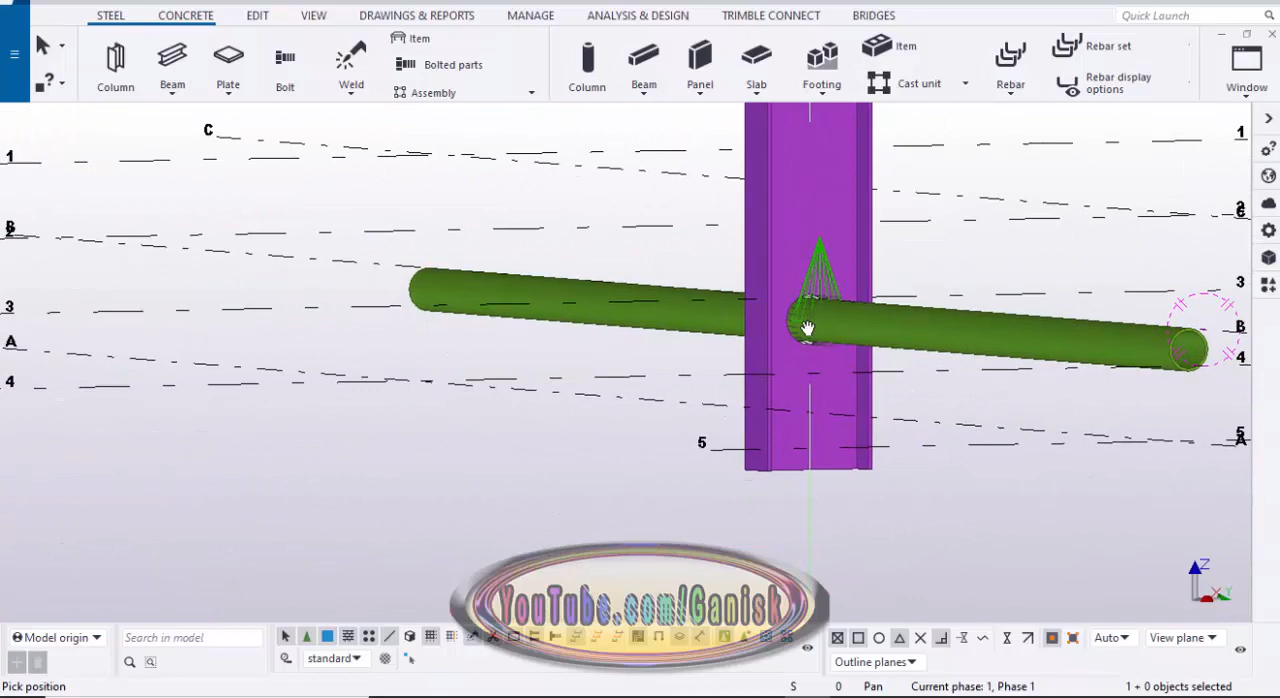 STEEL CONCRETE EDIT VIEW DRAWINGS & REPORTS MANAGE ANALYSIS & DESIGN TRIMBLE CONNECT BRIDGES Quick Launch
Column Beam Plate Bolt Weld Item Bolted parts Assembly Column Beam Panel Slab Footing Item Cast unit Rebar Rebar set Rebar display options Window
C
1 1
B 2 2 C
3 3
A B
4 4
5 5 A
Z
X Y
YouTube.com/Ganisk
Model origin Search in model
standard Auto View plane
Outline planes
Pick position S 0 Pan Current phase: 1, Phase 1 1 + 0 objects selected